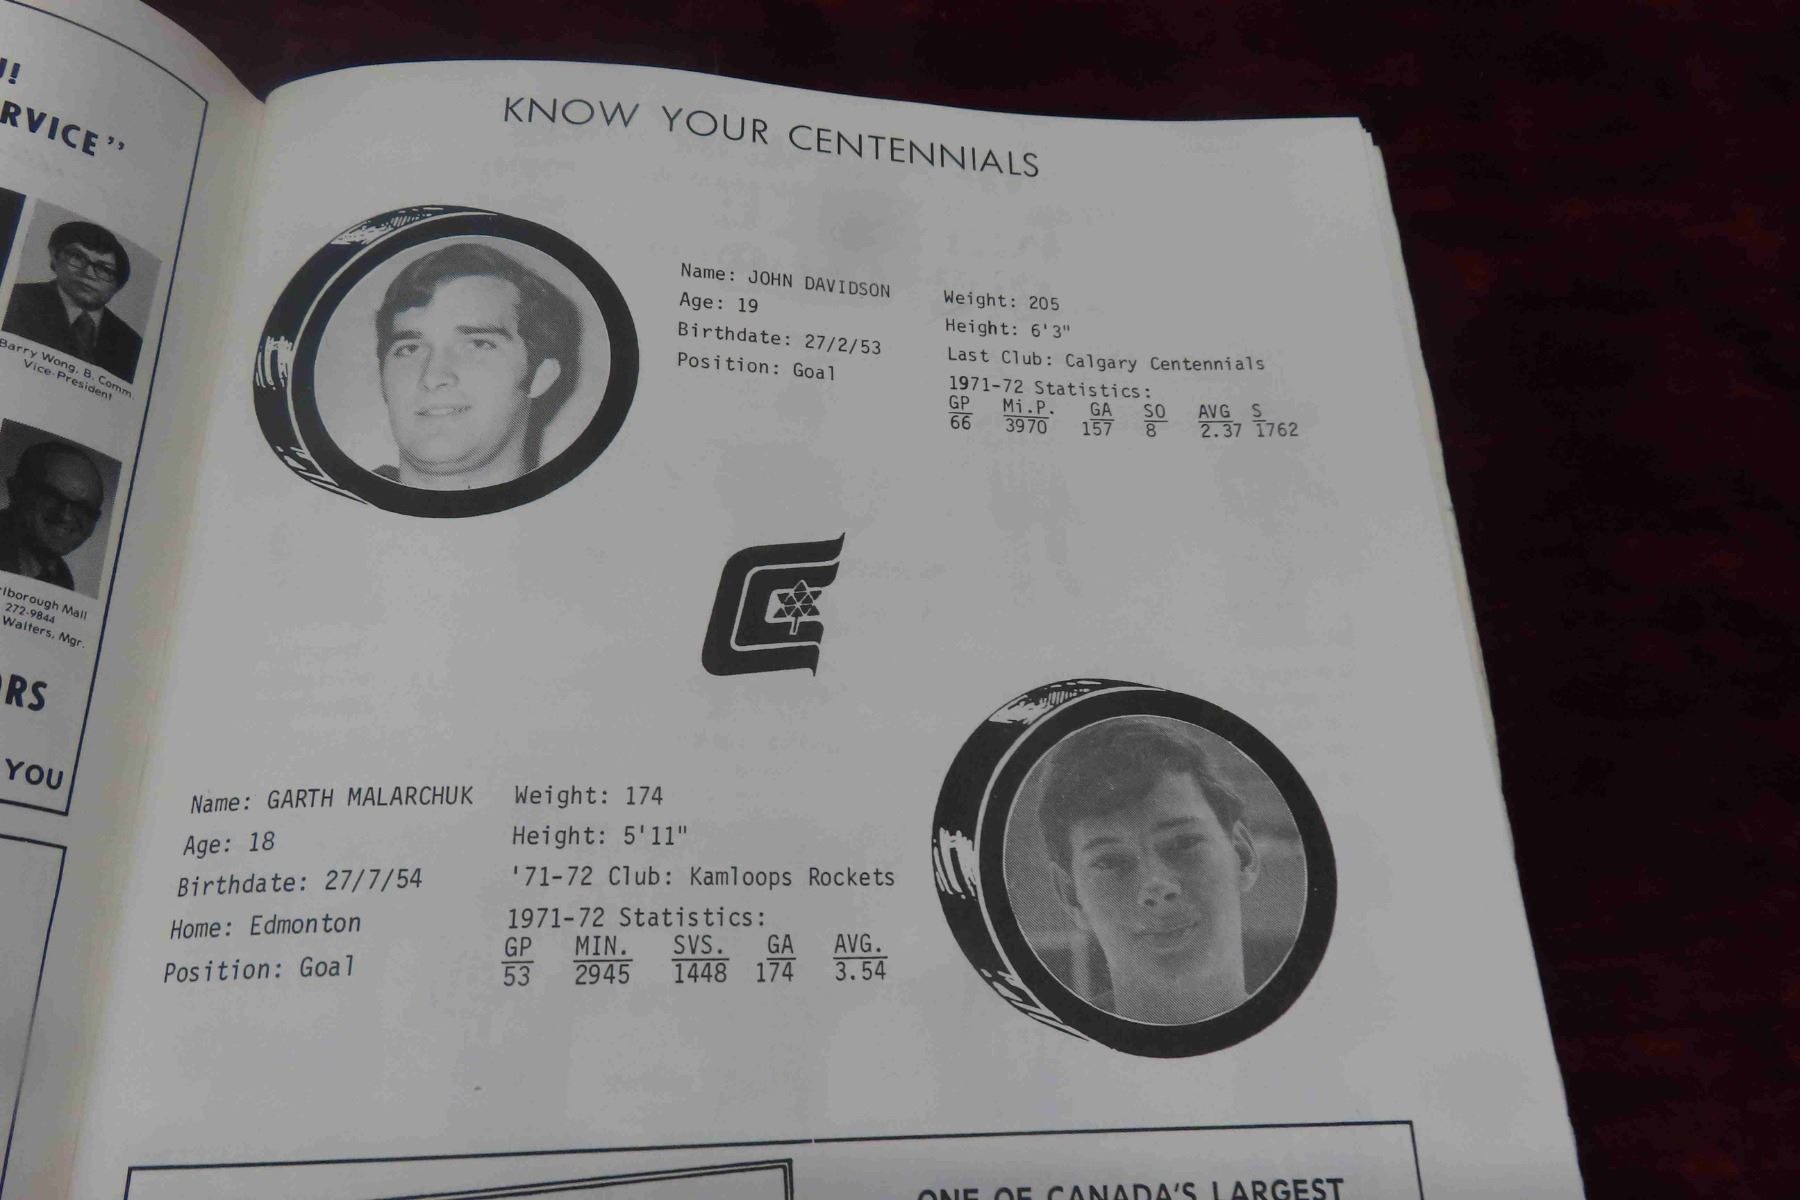 RVICE”
Barry Wong, B. Comm.
Vice-President
272-9844
Walters, Mgr.
YOU
KNOW YOUR CENTENNIALS
Name: JOHN DAVIDSON
Age: 19
Birthdate: 27/2/53
Position: Goal
Weight: 205
Height: 6'3"
Last Club: Calgary Centennials
1971-72 Statistics:
GP Mi.P. GA SO AVG S
66 3970 157 8 2.37 1762
Name: GARTH MALARCHUK
Age: 18
Birthdate: 27/7/54
Home: Edmonton
Position: Goal
Weight: 174
Height: 5'11"
'71-72 Club: Kamloops Rockets
1971-72 Statistics:
GP MIN. SVS. GA AVG.
53 2945 1448 174 3.54
ONE OF CANADA'S LARGEST